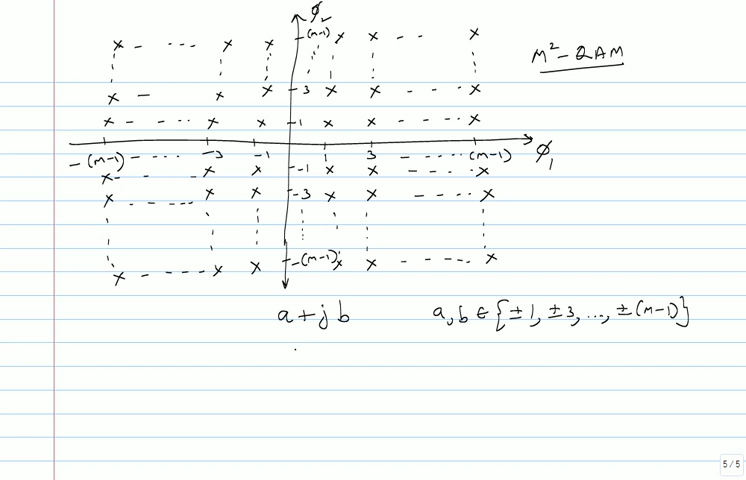 ϕ₂
(M-1)
M² - QAM
3
1
-(M-1) -3 -1 1 3 (M-1) ϕ₁
-1
-3
-(M-1)
a + j b a, b ∈ {±1, ±3, ..., ±(M-1)}
5 / 5